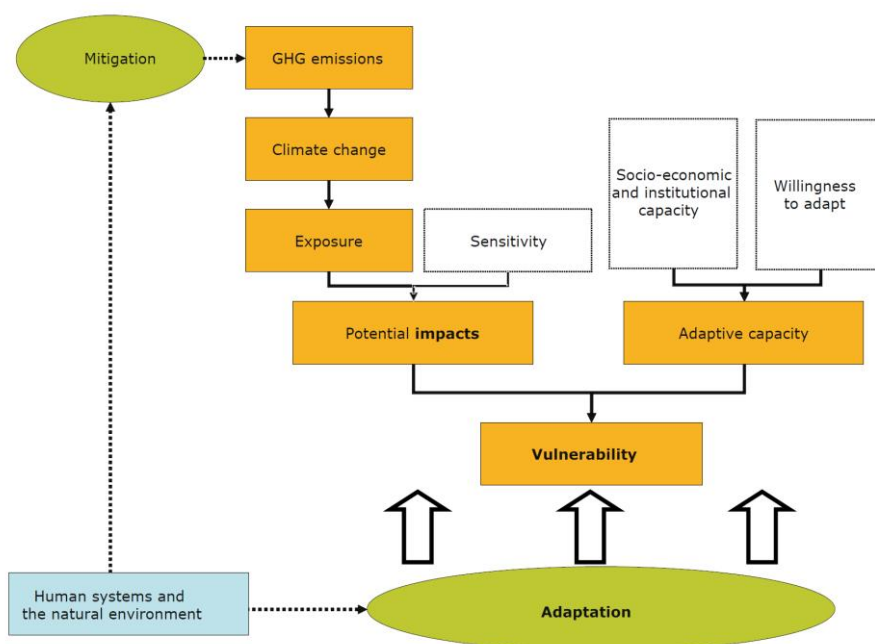 Mitigation
GHG emissions
Climate change
Socio-economic
and institutional
capacity
Willingness
to adapt
Exposure
Sensitivity
Potential impacts
Adaptive capacity
Vulnerability
Human systems and
the natural environment
Adaptation